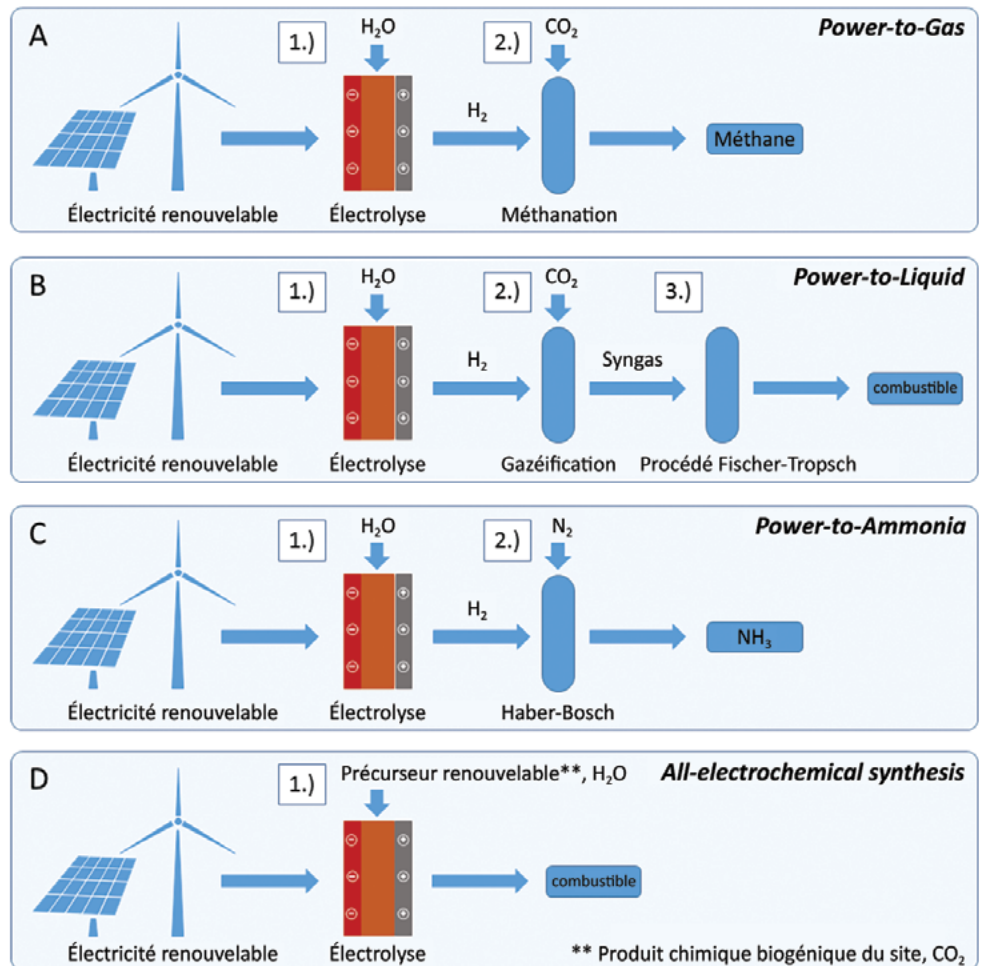 A
1.)
H₂O
2.)
CO₂
Power-to-Gas
H₂
Méthane
Électricité renouvelable
Électrolyse
Méthanation
B
1.)
H₂O
2.)
CO₂
3.)
Power-to-Liquid
H₂
Syngas
combustible
Électricité renouvelable
Électrolyse
Gazéification
Procédé Fischer-Tropsch
C
1.)
H₂O
2.)
N₂
Power-to-Ammonia
H₂
NH₃
Électricité renouvelable
Électrolyse
Haber-Bosch
D
1.)
Précurseur renouvelable**, H₂O
All-electrochemical synthesis
combustible
Électricité renouvelable
Électrolyse
** Produit chimique biogénique du site, CO₂